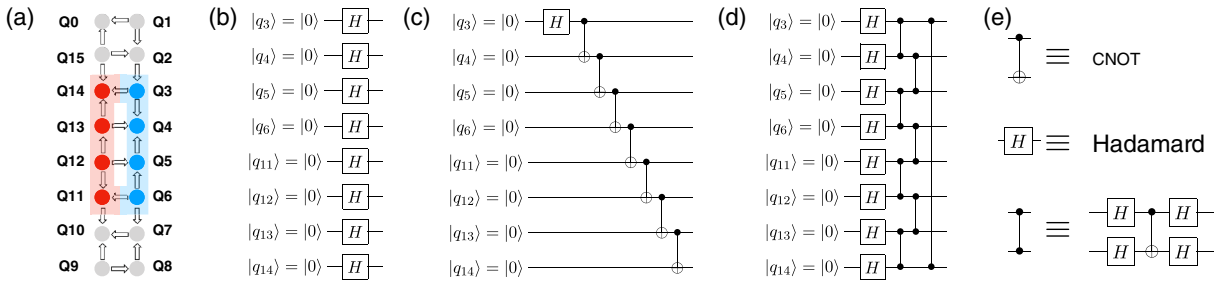 (a)
Q0 Q1
Q15 Q2
Q14 Q3
Q13 Q4
Q12 Q5
Q11 Q6
Q10 Q7
Q9 Q8
(b)
|q₃⟩ = |0⟩ H
|q₄⟩ = |0⟩ H
|q₅⟩ = |0⟩ H
|q₆⟩ = |0⟩ H
|q₁₁⟩ = |0⟩ H
|q₁₂⟩ = |0⟩ H
|q₁₃⟩ = |0⟩ H
|q₁₄⟩ = |0⟩ H
(c)
|q₃⟩ = |0⟩ H
|q₄⟩ = |0⟩
|q₅⟩ = |0⟩
|q₆⟩ = |0⟩
|q₁₁⟩ = |0⟩
|q₁₂⟩ = |0⟩
|q₁₃⟩ = |0⟩
|q₁₄⟩ = |0⟩
(d)
|q₃⟩ = |0⟩ H
|q₄⟩ = |0⟩ H
|q₅⟩ = |0⟩ H
|q₆⟩ = |0⟩ H
|q₁₁⟩ = |0⟩ H
|q₁₂⟩ = |0⟩ H
|q₁₃⟩ = |0⟩ H
|q₁₄⟩ = |0⟩ H
(e)
≡ CNOT
H ≡ Hadamard
≡ H H
H H